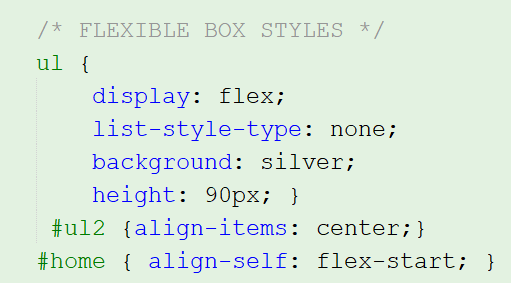 /* FLEXIBLE BOX STYLES */
ul {
display: flex;
list-style-type: none;
background: silver;
height: 90px; }
#ul2 {align-items: center;}
#home { align-self: flex-start; }